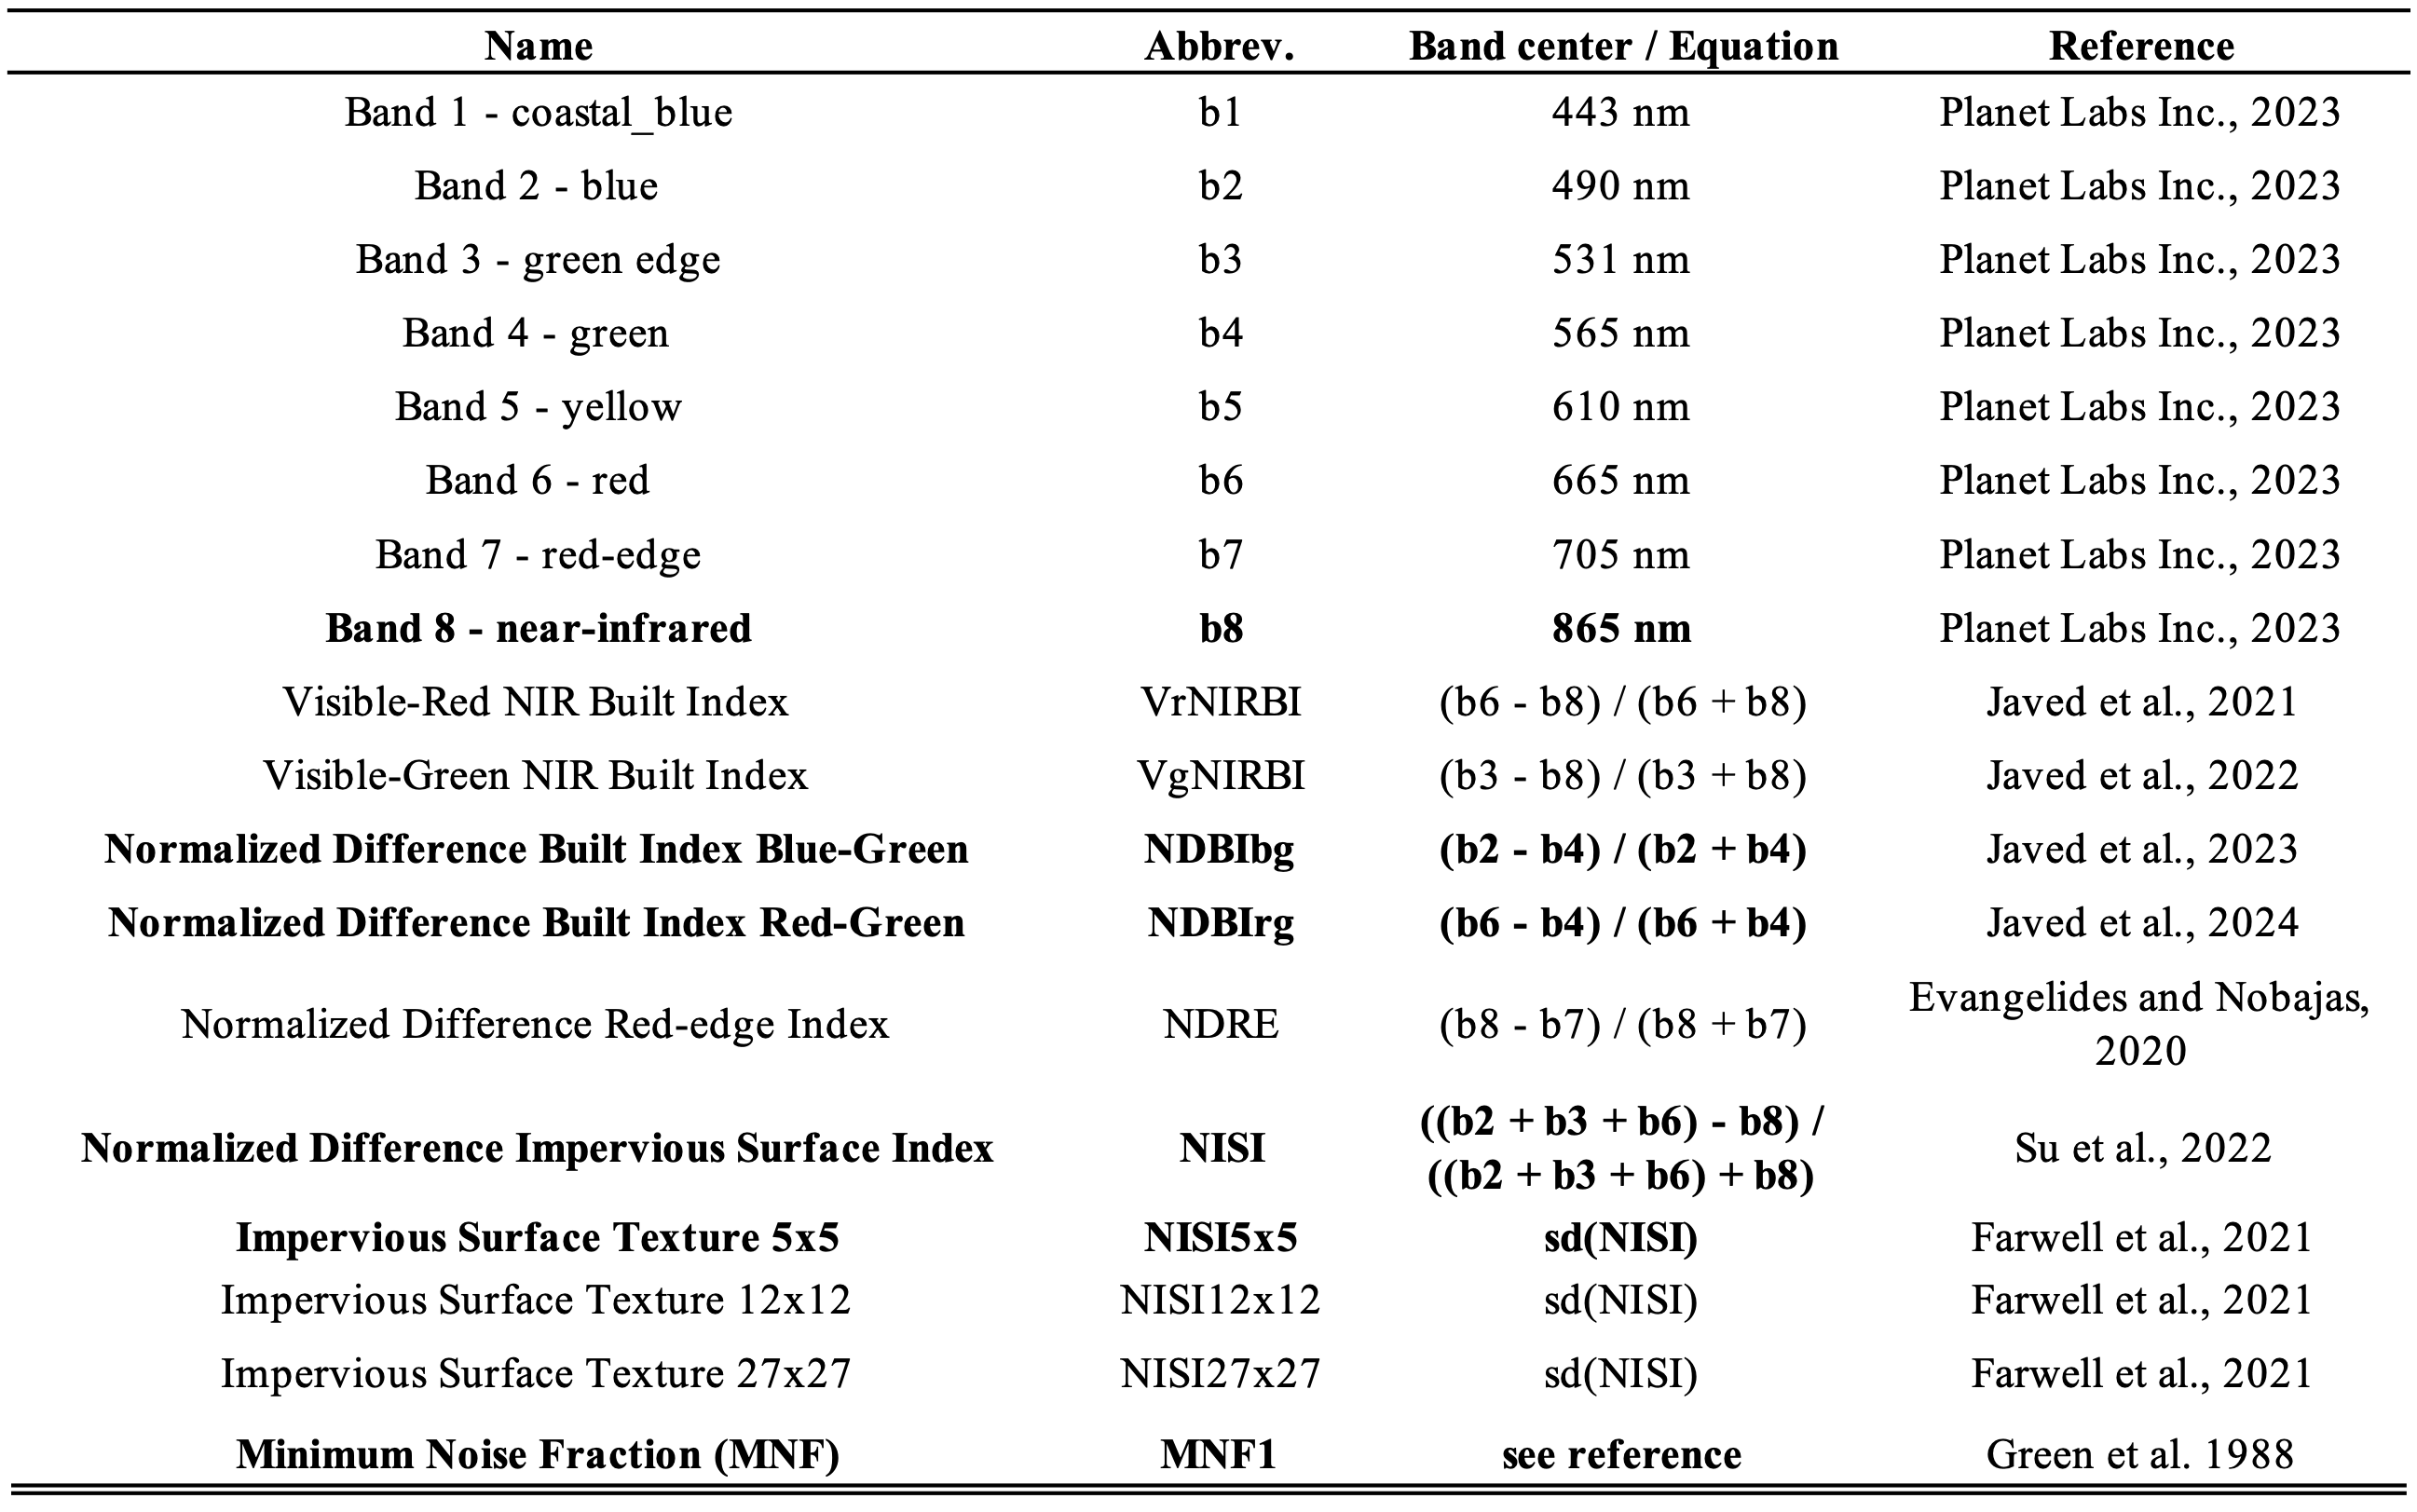 Name Abbrev. Band center / Equation Reference
Band 1 - coastal_blue b1 443 nm Planet Labs Inc., 2023
Band 2 - blue b2 490 nm Planet Labs Inc., 2023
Band 3 - green edge b3 531 nm Planet Labs Inc., 2023
Band 4 - green b4 565 nm Planet Labs Inc., 2023
Band 5 - yellow b5 610 nm Planet Labs Inc., 2023
Band 6 - red b6 665 nm Planet Labs Inc., 2023
Band 7 - red-edge b7 705 nm Planet Labs Inc., 2023
Band 8 - near-infrared b8 865 nm Planet Labs Inc., 2023
Visible-Red NIR Built Index VrNIRBI (b6 - b8) / (b6 + b8) Javed et al., 2021
Visible-Green NIR Built Index VgNIRBI (b3 - b8) / (b3 + b8) Javed et al., 2022
Normalized Difference Built Index Blue-Green NDBIbg (b2 - b4) / (b2 + b4) Javed et al., 2023
Normalized Difference Built Index Red-Green NDBIrg (b6 - b4) / (b6 + b4) Javed et al., 2024
Normalized Difference Red-edge Index NDRE (b8 - b7) / (b8 + b7) Evangelides and Nobajas,
2020
Normalized Difference Impervious Surface Index NISI ((b2 + b3 + b6) - b8) /
((b2 + b3 + b6) + b8) Su et al., 2022
Impervious Surface Texture 5x5 NISI5x5 sd(NISI) Farwell et al., 2021
Impervious Surface Texture 12x12 NISI12x12 sd(NISI) Farwell et al., 2021
Impervious Surface Texture 27x27 NISI27x27 sd(NISI) Farwell et al., 2021
Minimum Noise Fraction (MNF) MNF1 see reference Green et al. 1988